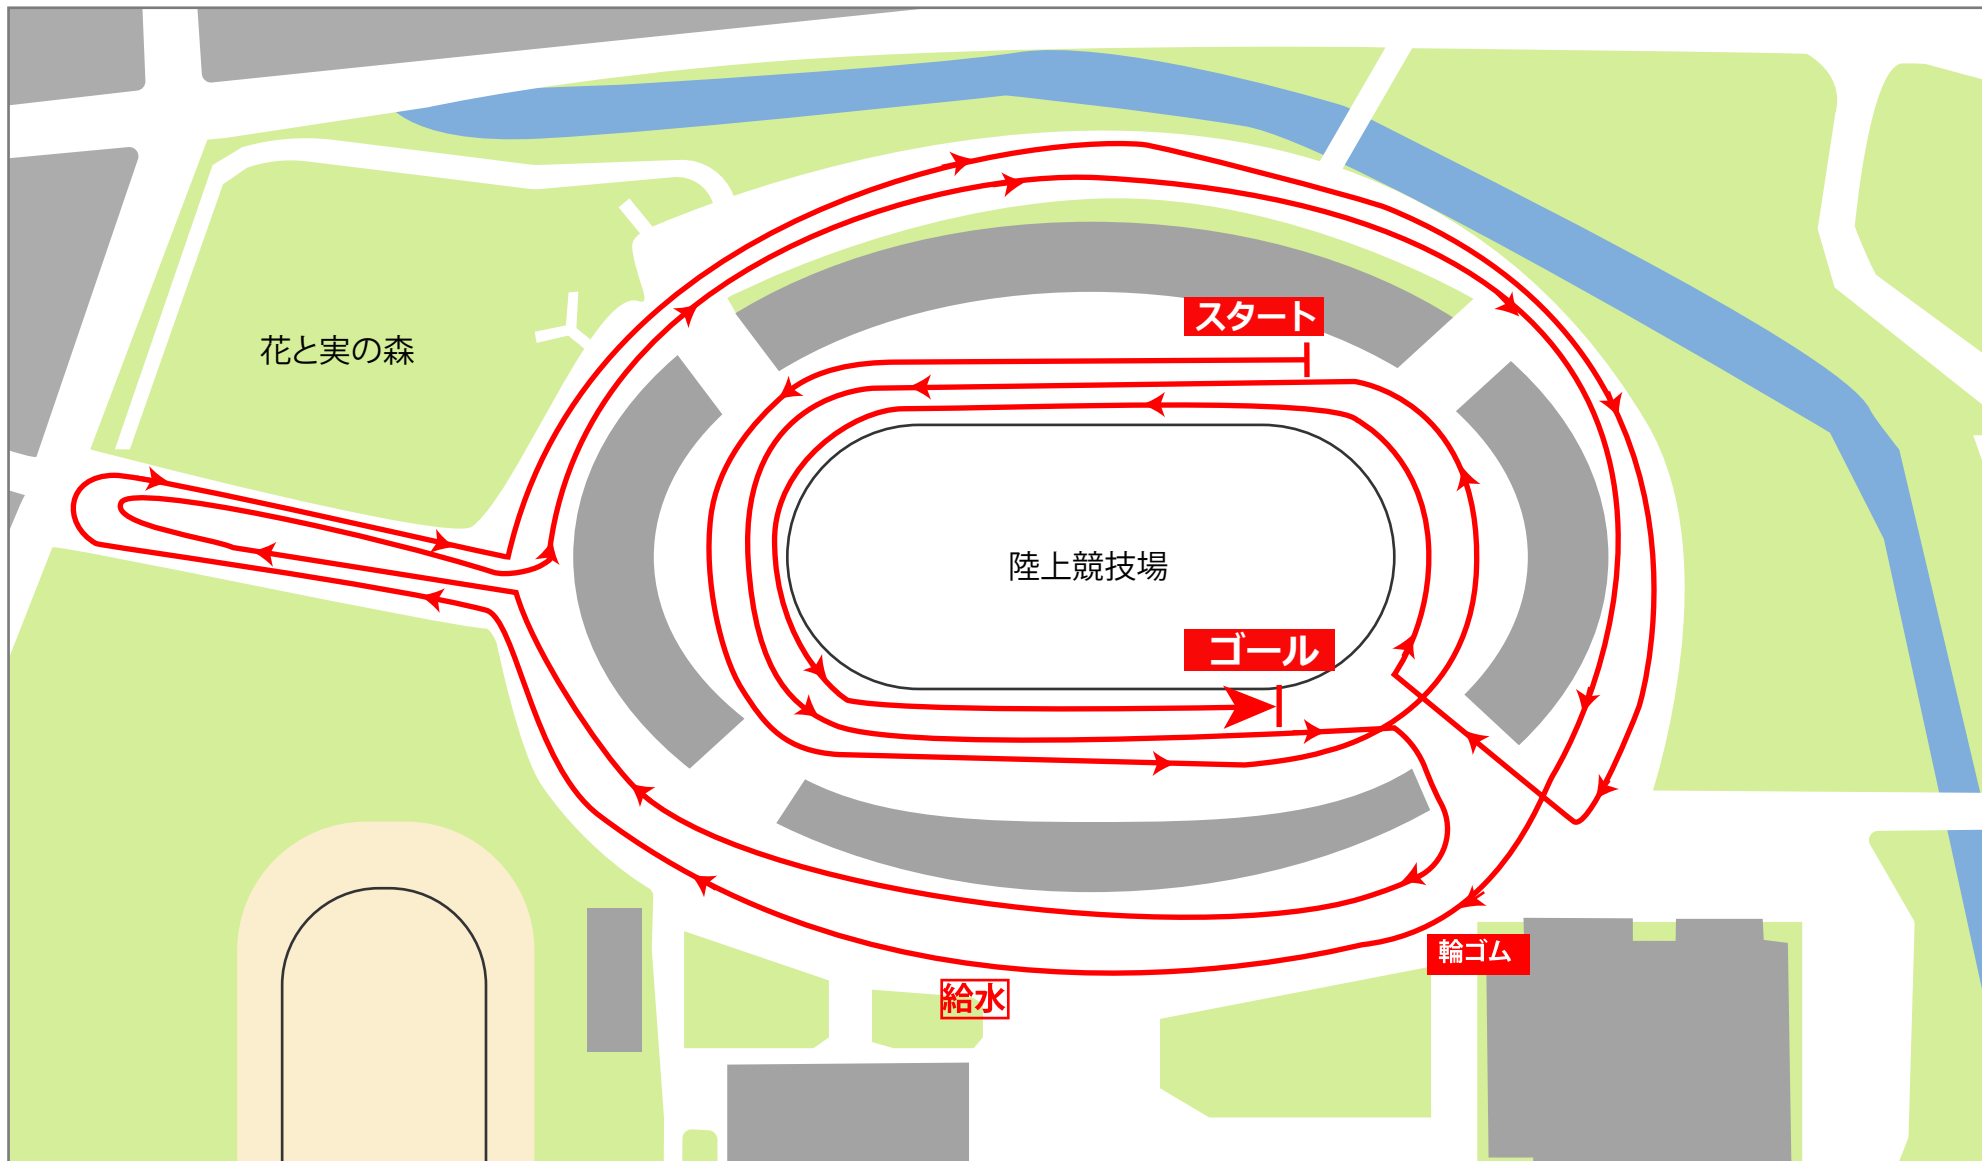 スタート
花と実の森
陸上競技場
ゴール
輪ゴム
給水